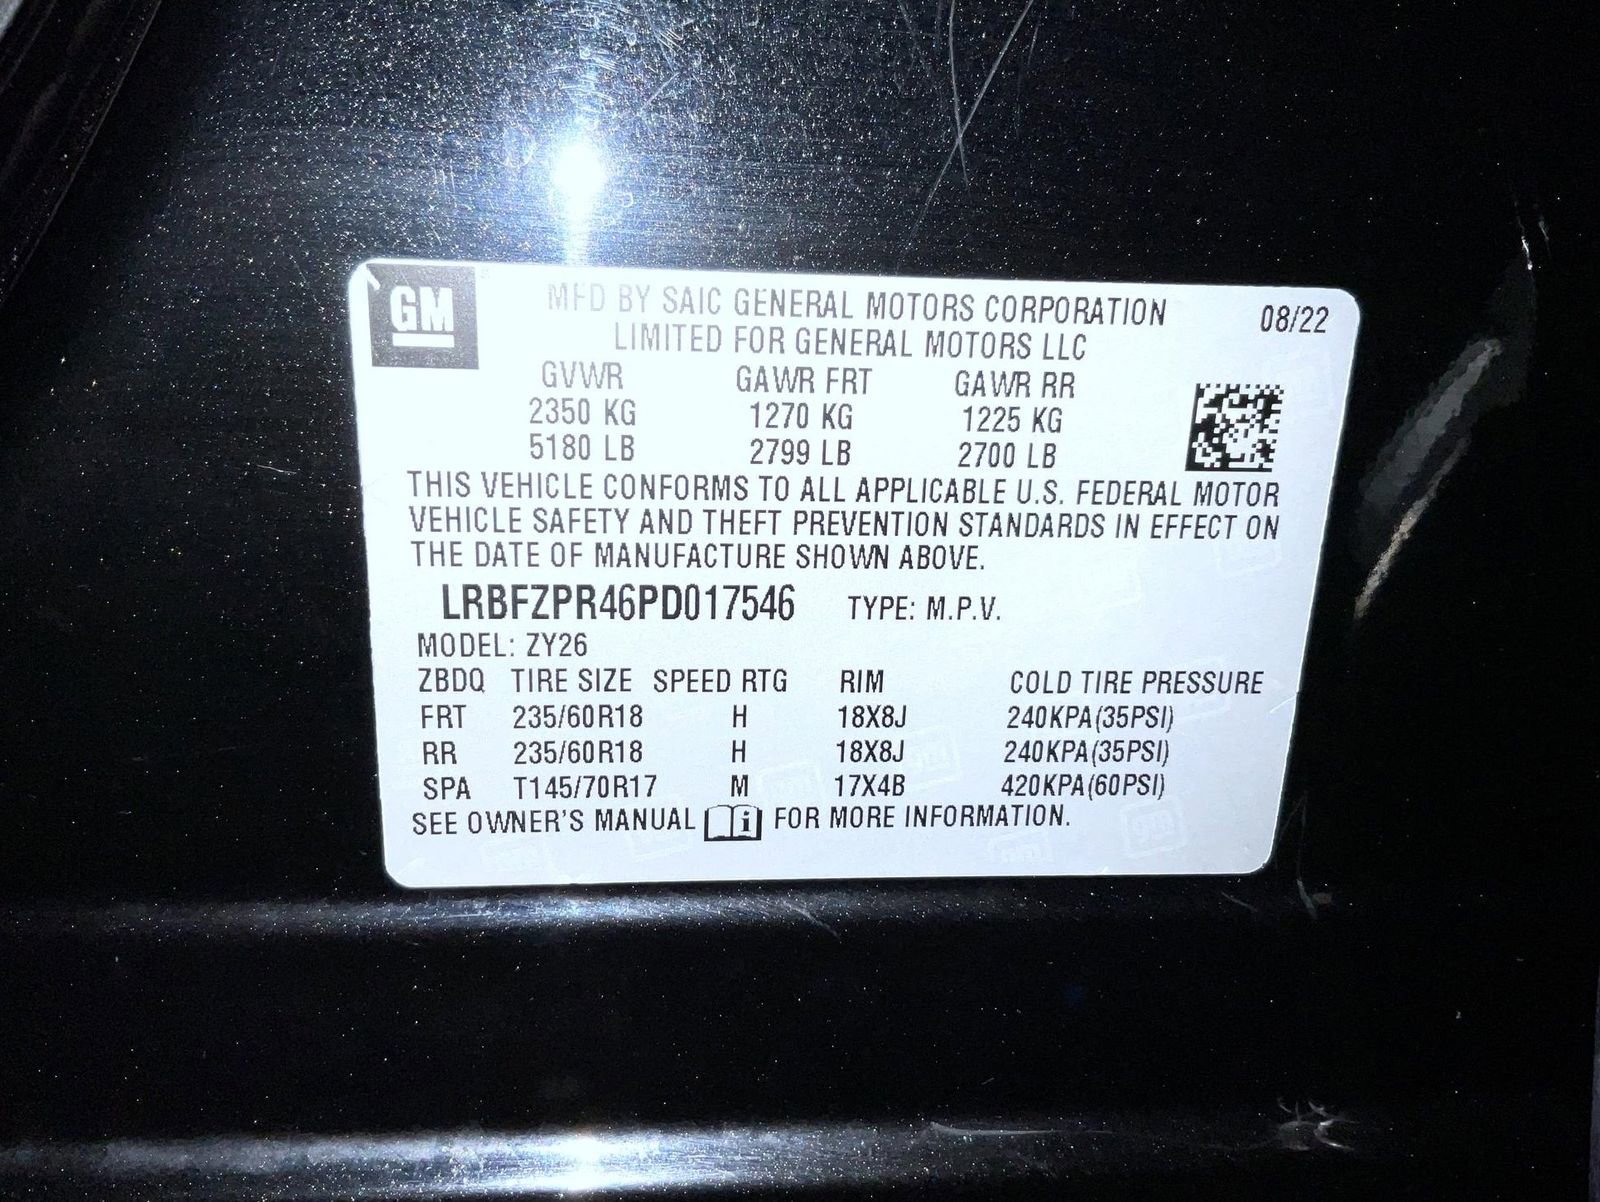 GM
MFD BY SAIC GENERAL MOTORS CORPORATION 08/22
LIMITED FOR GENERAL MOTORS LLC
GVWR GAWR FRT GAWR RR
2350 KG 1270 KG 1225 KG
5180 LB 2799 LB 2700 LB
THIS VEHICLE CONFORMS TO ALL APPLICABLE U.S. FEDERAL MOTOR
VEHICLE SAFETY AND THEFT PREVENTION STANDARDS IN EFFECT ON
THE DATE OF MANUFACTURE SHOWN ABOVE.
LRBFZPR46PD017546 TYPE: M.P.V.
MODEL: ZY26
ZBDQ TIRE SIZE SPEED RTG RIM COLD TIRE PRESSURE
FRT 235/60R18 H 18X8J 240KPA(35PSI)
RR 235/60R18 H 18X8J 240KPA(35PSI)
SPA T145/70R17 M 17X4B 420KPA(60PSI)
SEE OWNER'S MANUAL i FOR MORE INFORMATION.